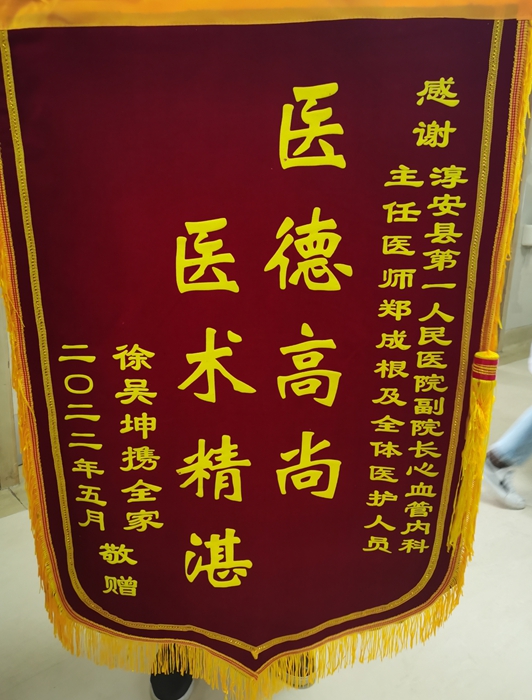 感谢
淳安县第一人民医院副院长心血管内科
主任医师郑成根及全体医护人员
医德高尚
医术精湛
徐吴坤携全家
敬赠
二〇二二年五月